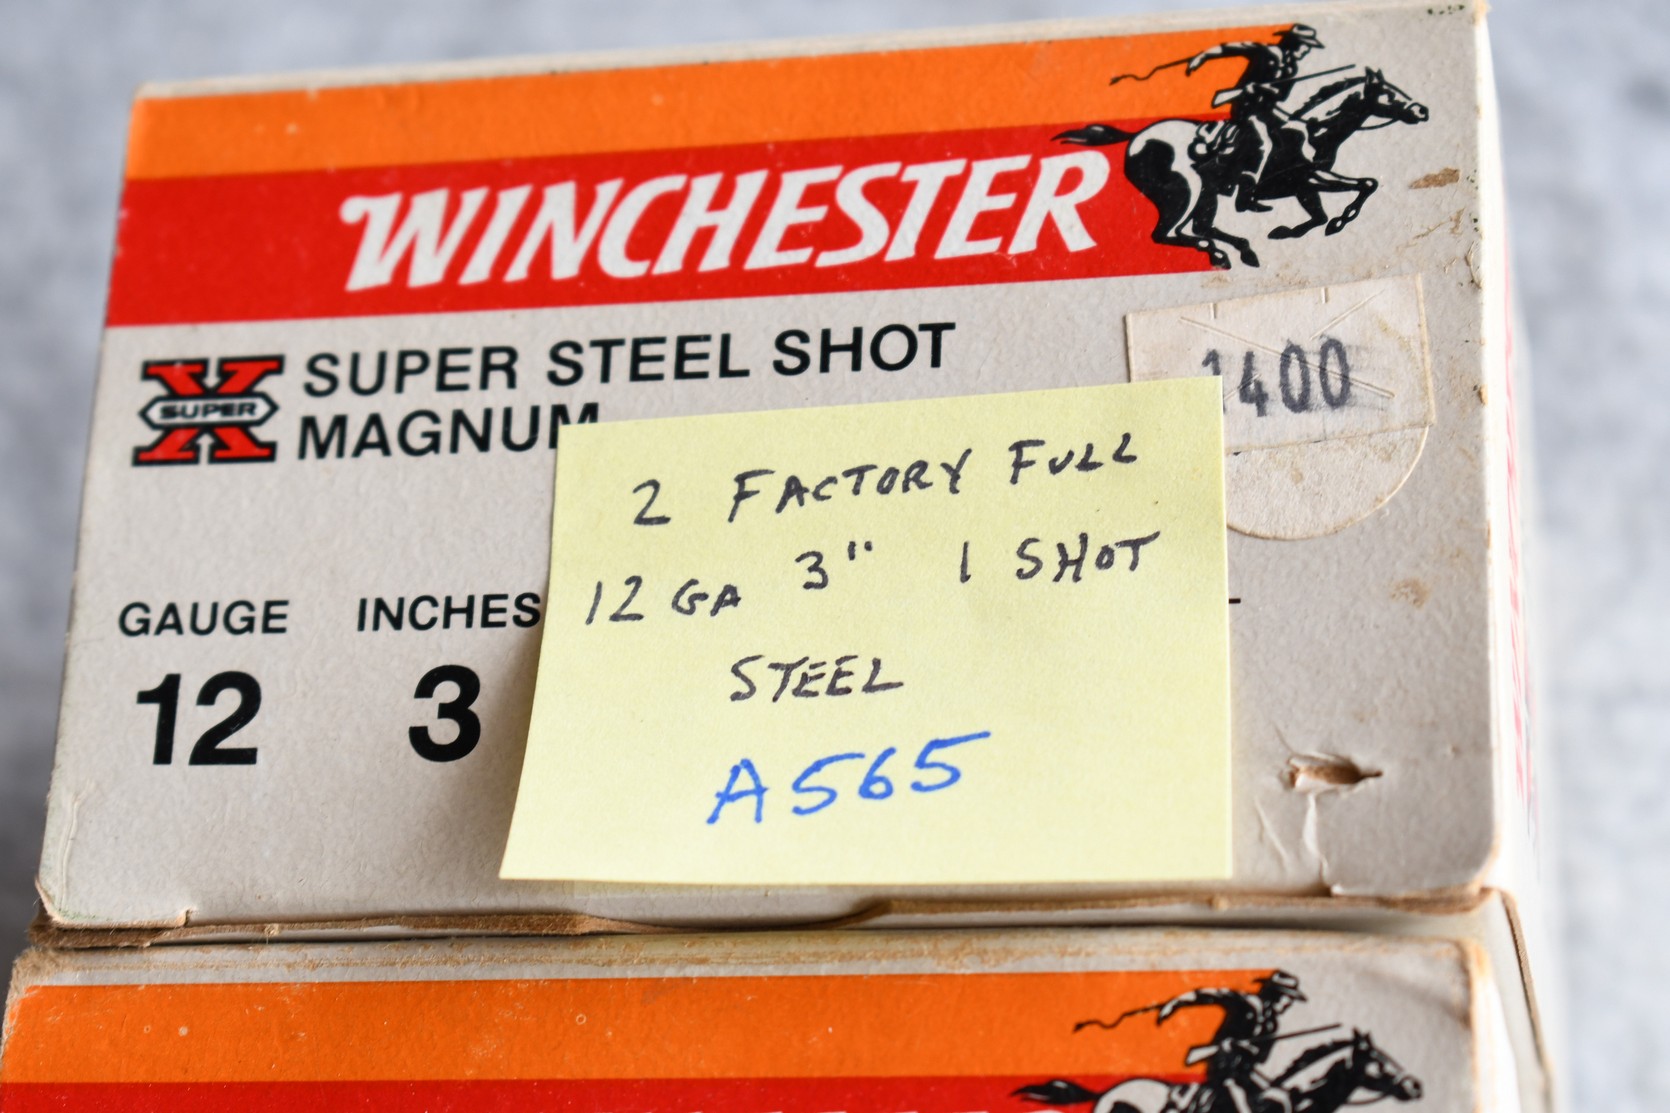 WINCHESTER
X SUPER
SUPER STEEL SHOT
MAGNUM
1400
GAUGE INCHES
12 3
2 FACTORY FULL
12 GA 3" 1 SHOT
STEEL
A565